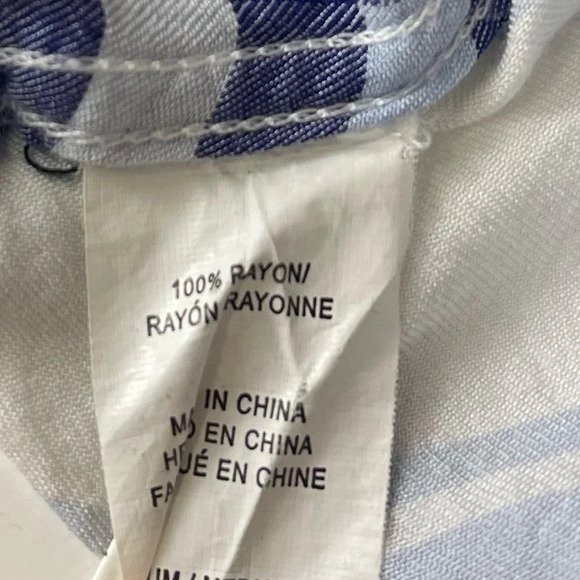 100% RAYON/
RAYÓN RAYONNE
IN CHINA
EN CHINA
EN CHINE